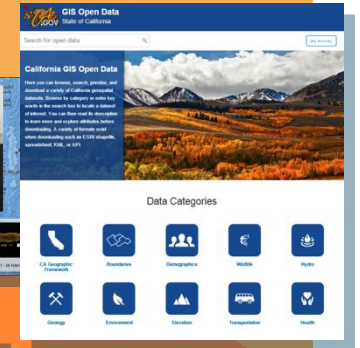 GIS Open Data
State of California
.GOV
Search for open data
My Activity
California GIS Open Data
Here you can browse, search, preview, and
download a variety of California geospatial
datasets. Browse by category or enter key
words in the search box to locate a dataset
of interest. You can then read its description
to learn more and explore attributes before
downloading. A variety of formats exist
when downloading such as ESRI shapefile,
spreadsheet, KML, or API.
Data Categories
CA Geographic
Framework
Boundaries
Demographics
Wildlife
Hydro
Geology
Environment
Elevation
Transportation
Health